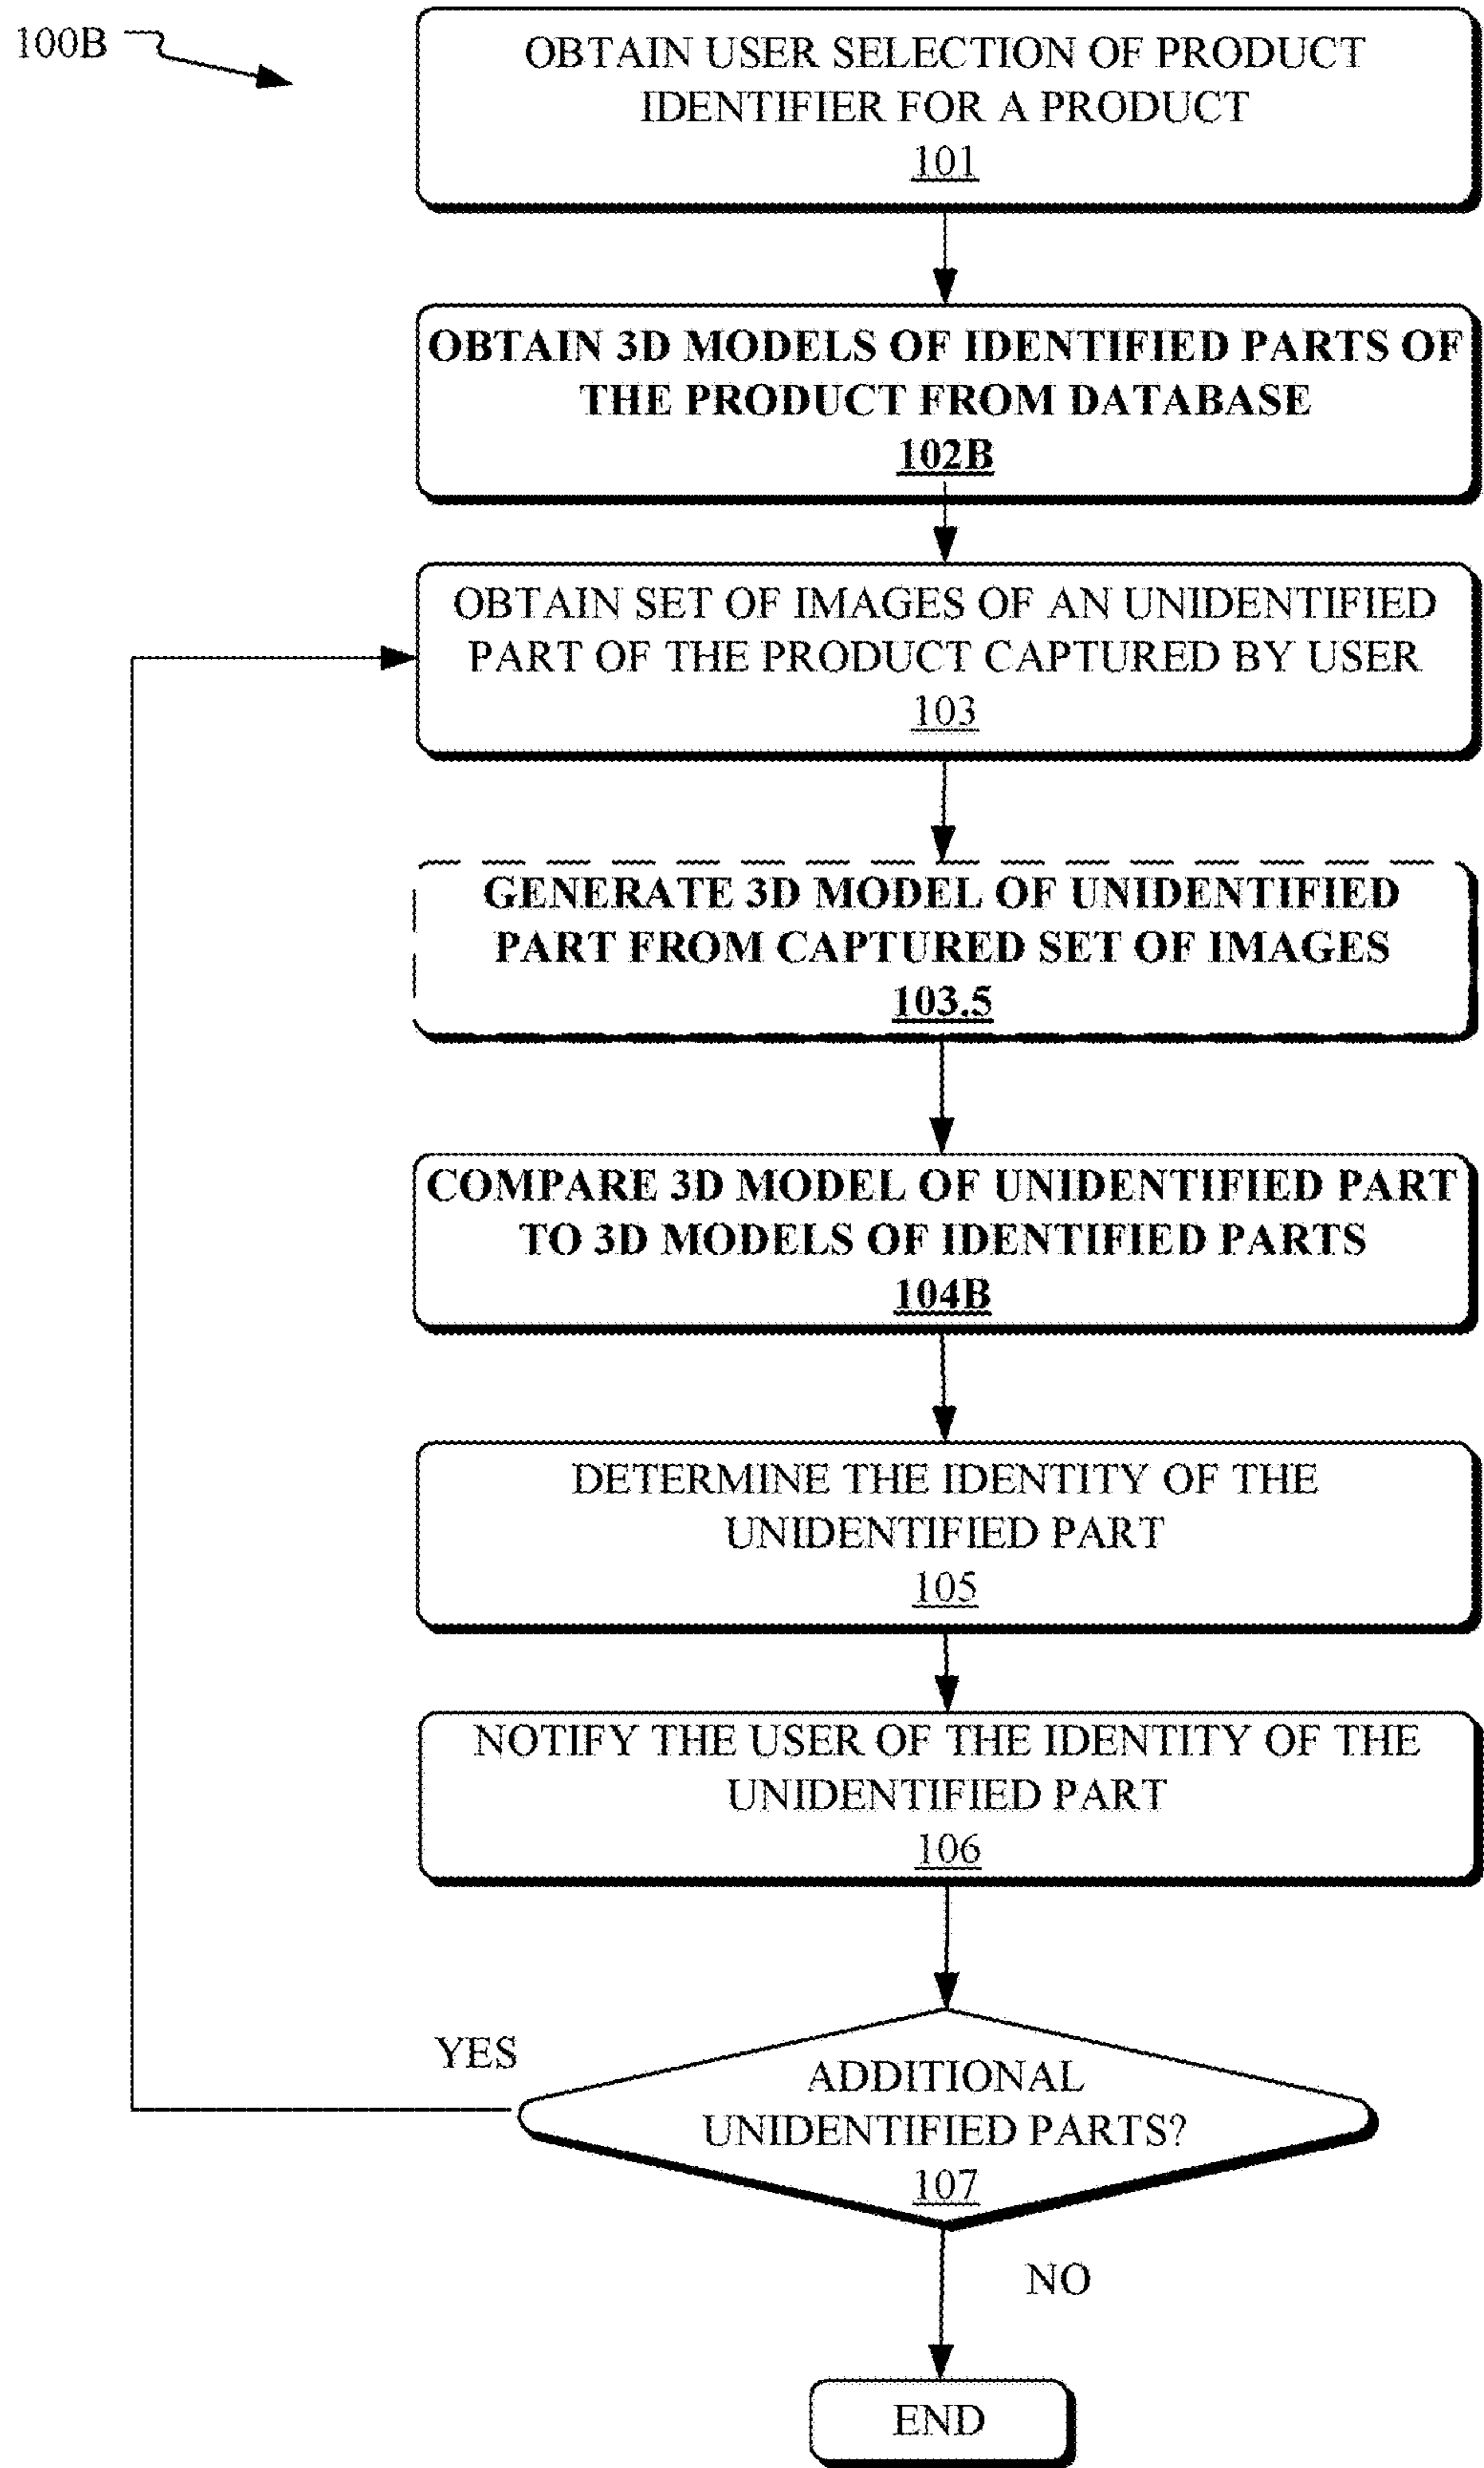 100B
OBTAIN USER SELECTION OF PRODUCT
IDENTIFIER FOR A PRODUCT
101
OBTAIN 3D MODELS OF IDENTIFIED PARTS OF
THE PRODUCT FROM DATABASE
102B
OBTAIN SET OF IMAGES OF AN UNIDENTIFIED
PART OF THE PRODUCT CAPTURED BY USER
103
GENERATE 3D MODEL OF UNIDENTIFIED
PART FROM CAPTURED SET OF IMAGES
103.5
COMPARE 3D MODEL OF UNIDENTIFIED PART
TO 3D MODELS OF IDENTIFIED PARTS
104B
DETERMINE THE IDENTITY OF THE
UNIDENTIFIED PART
105
NOTIFY THE USER OF THE IDENTITY OF THE
UNIDENTIFIED PART
106
YES
ADDITIONAL
UNIDENTIFIED PARTS?
107
NO
END